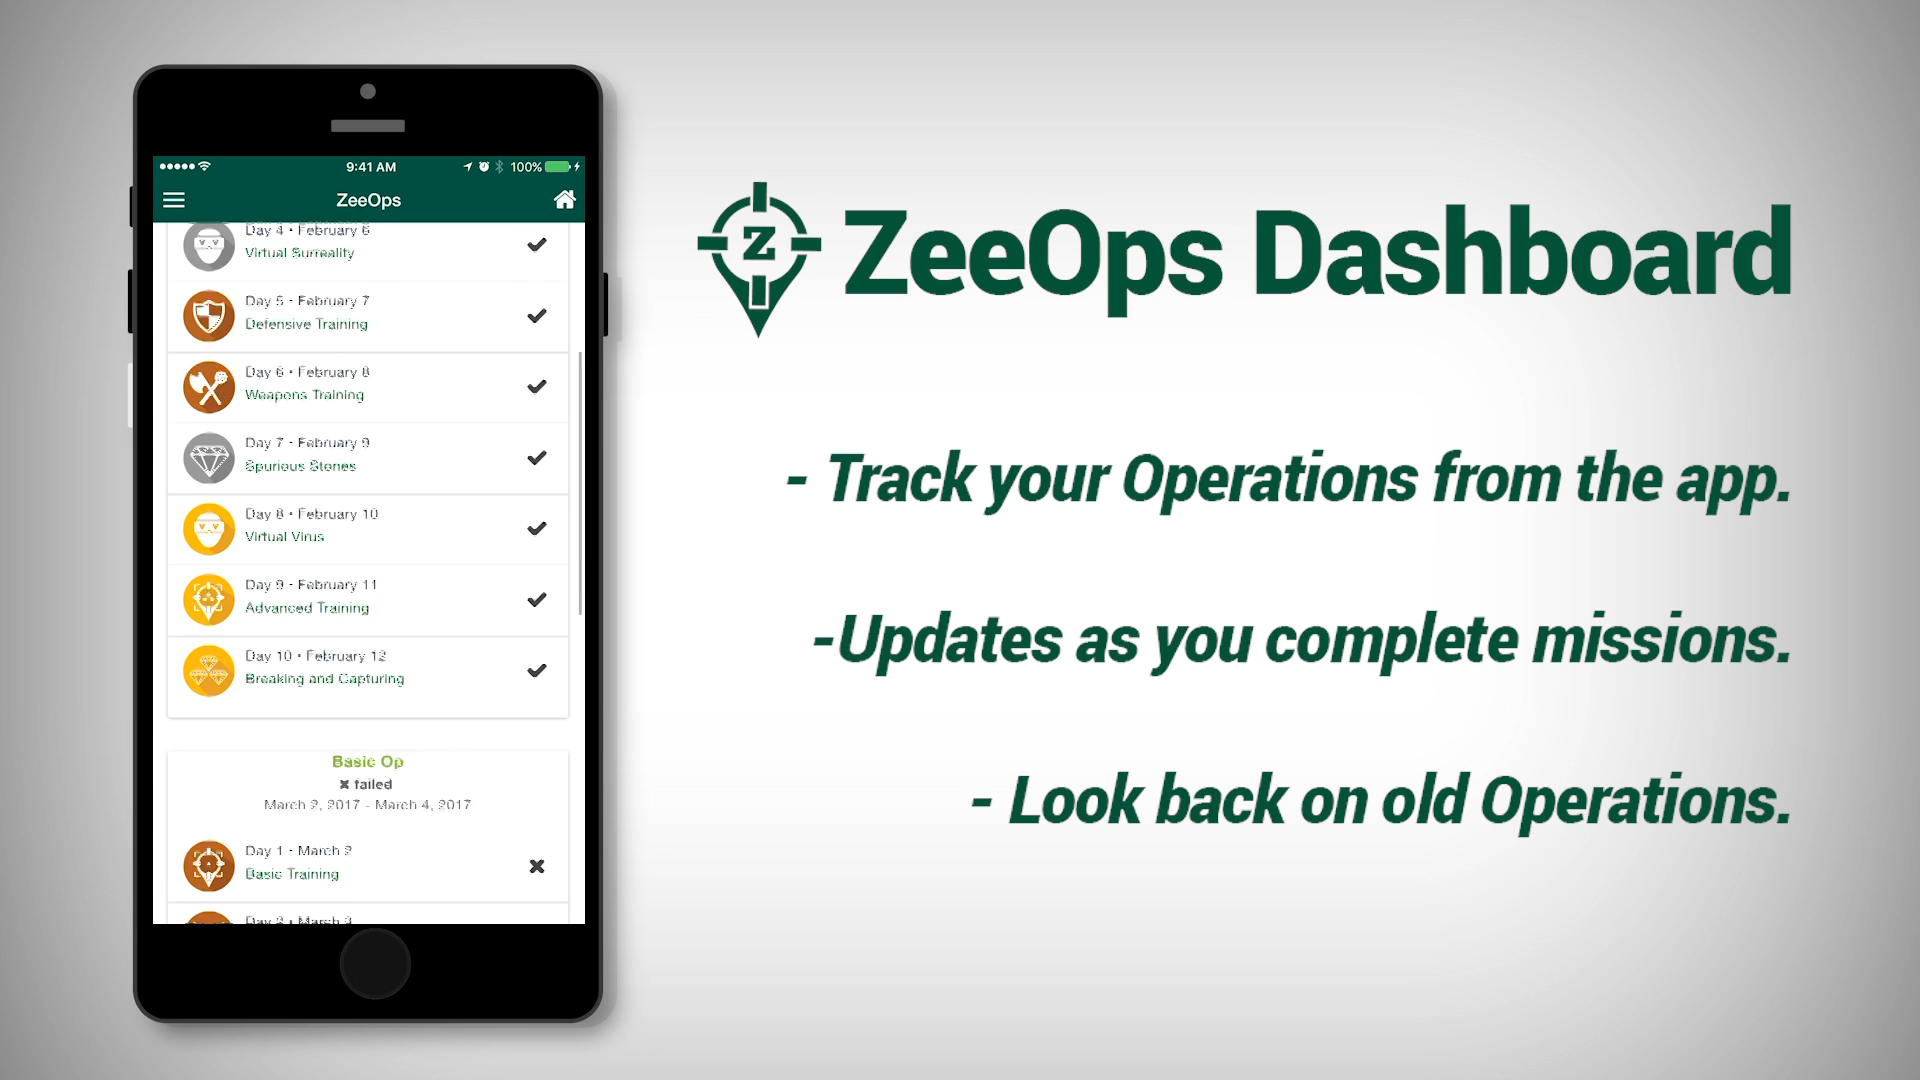 9:41 AM
100%
ZeeOps
Day 4 • February 6
Virtual Surreality
Day 5 • February 7
Defensive Training
Day 6 • February 8
Weapons Training
Day 7 • February 9
Spurious Stones
Day 8 • February 10
Virtual Virus
Day 9 • February 11
Advanced Training
Day 10 • February 12
Breaking and Capturing
Basic Op
✖ failed
March 2, 2017 - March 4, 2017
Day 1 • March 2
Basic Training
Day 2 • March 3
Z
ZeeOps Dashboard
- Track your Operations from the app.
-Updates as you complete missions.
- Look back on old Operations.